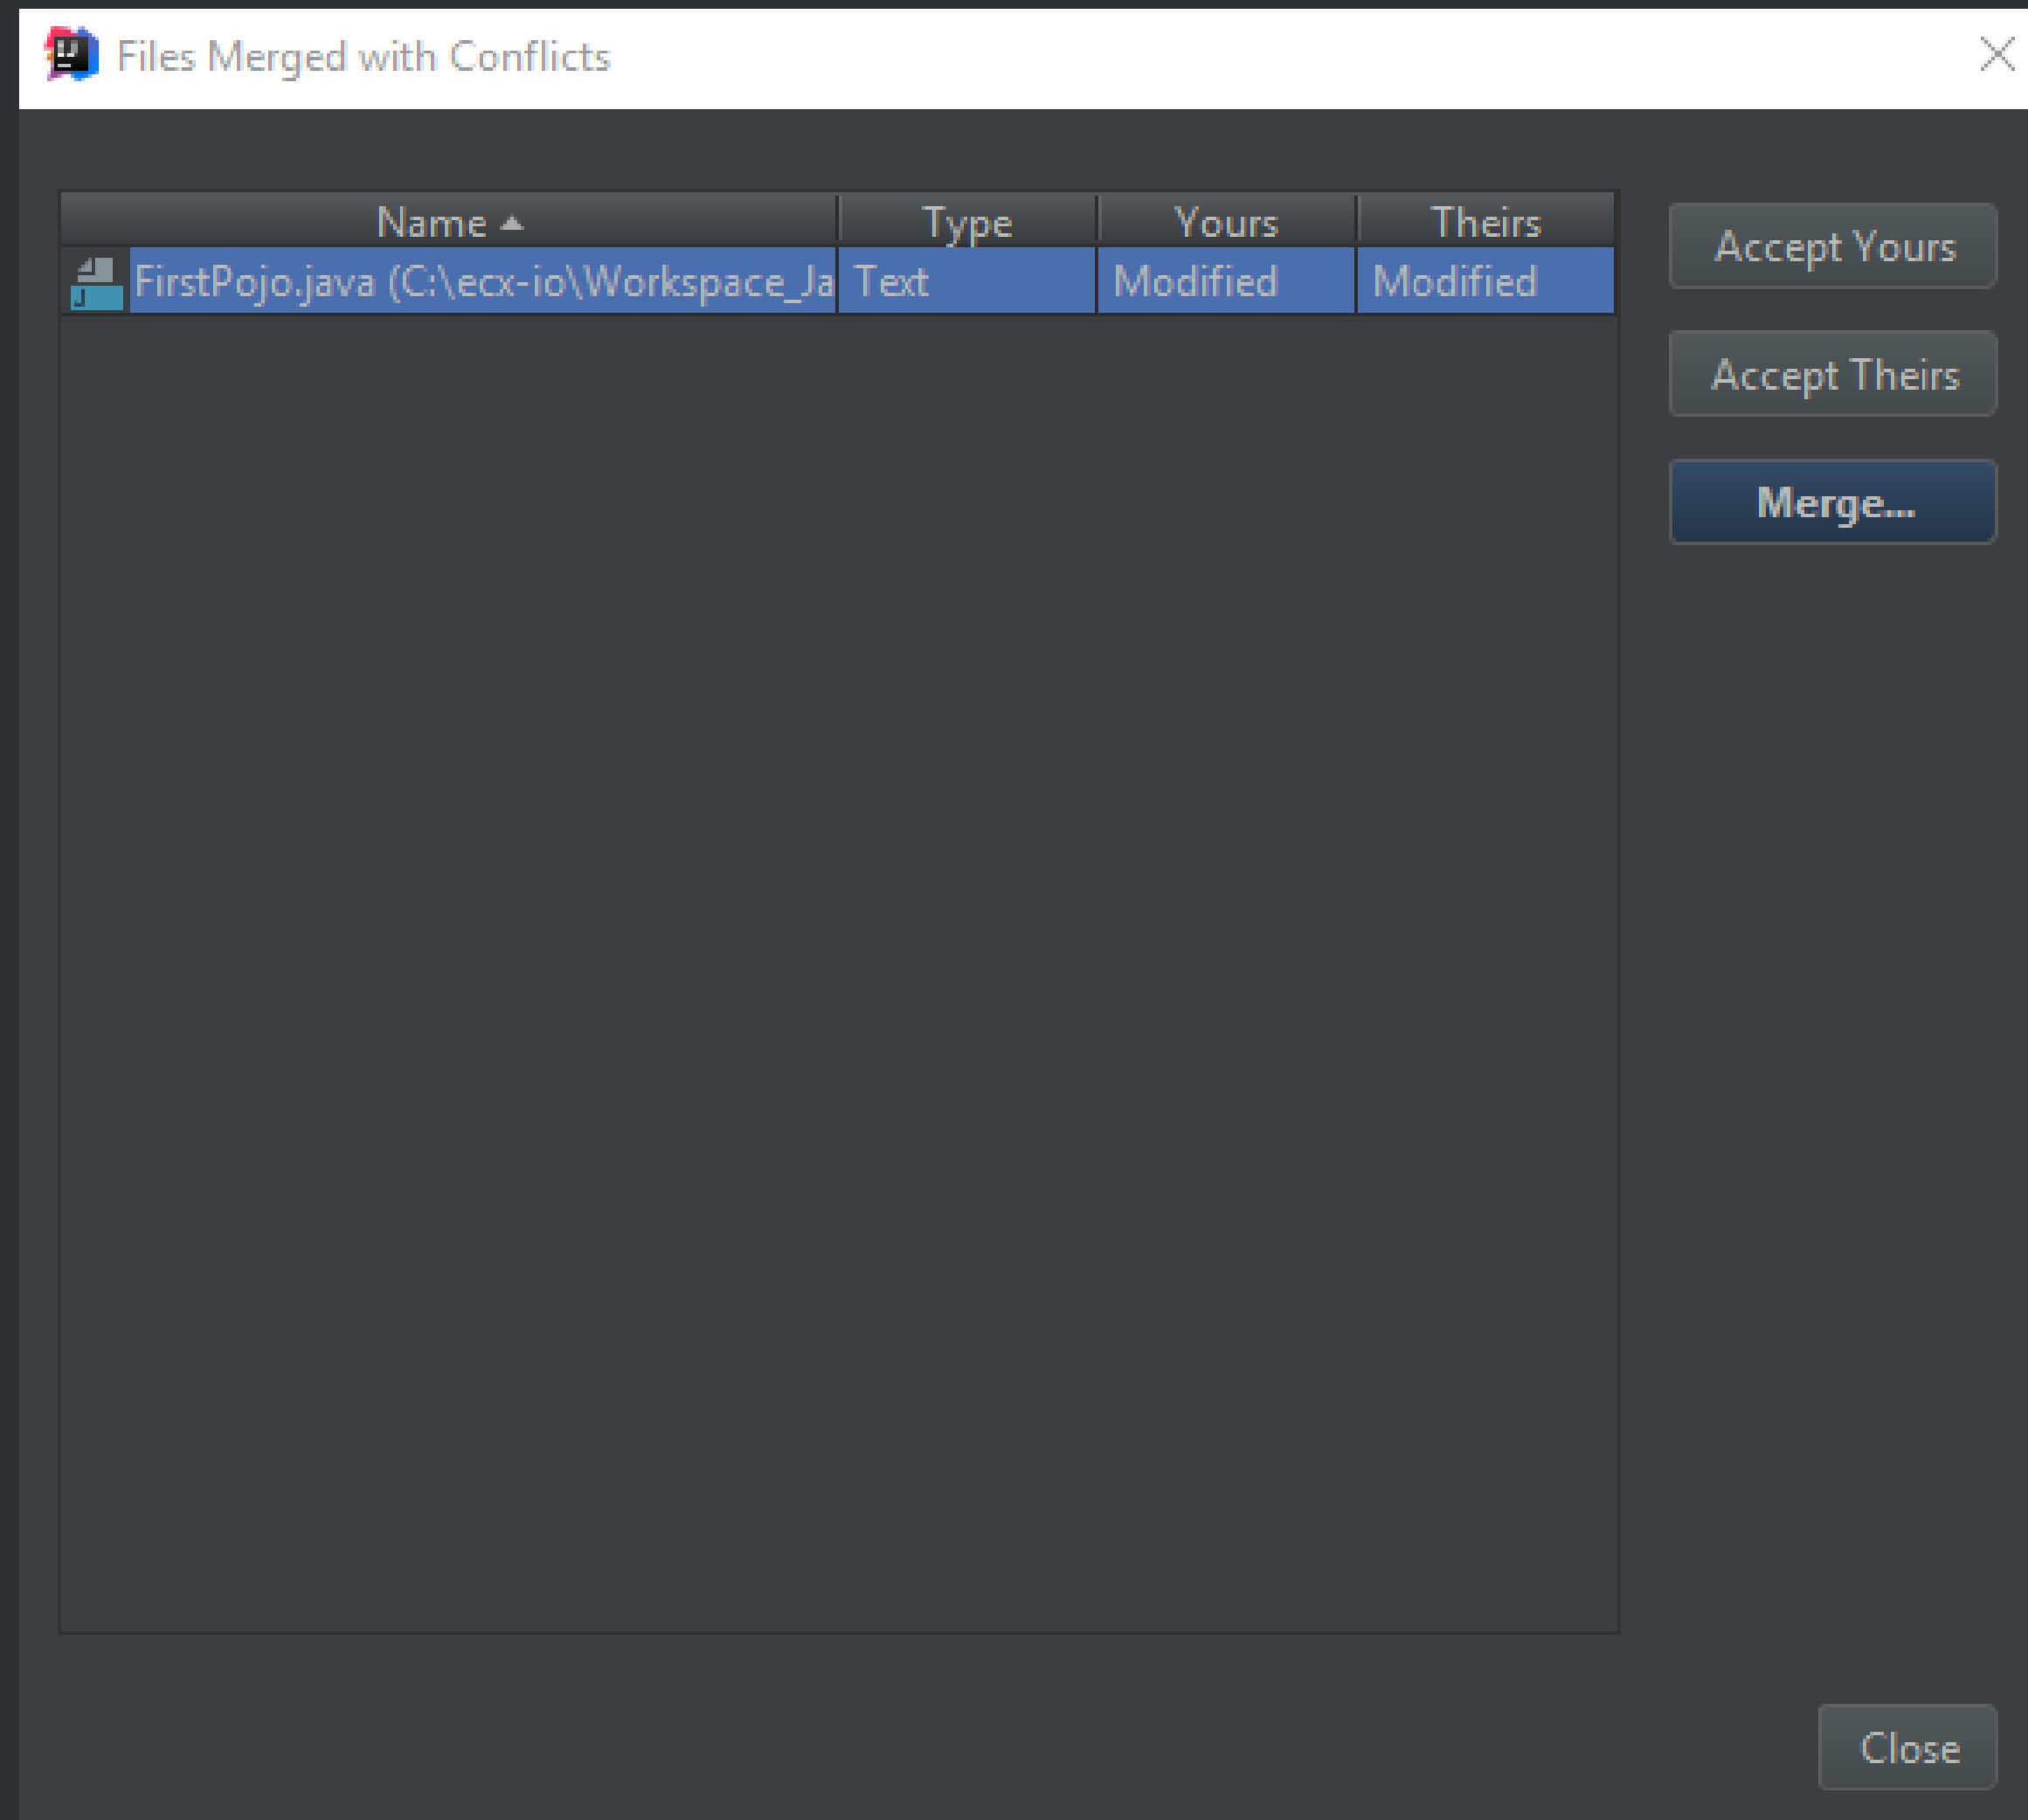 Files Merged with Conflicts
Name Type Yours Theirs
FirstPojo.java (C:\ecx-io\Workspace_Ja Text Modified Modified
Accept Yours
Accept Theirs
Merge...
Close